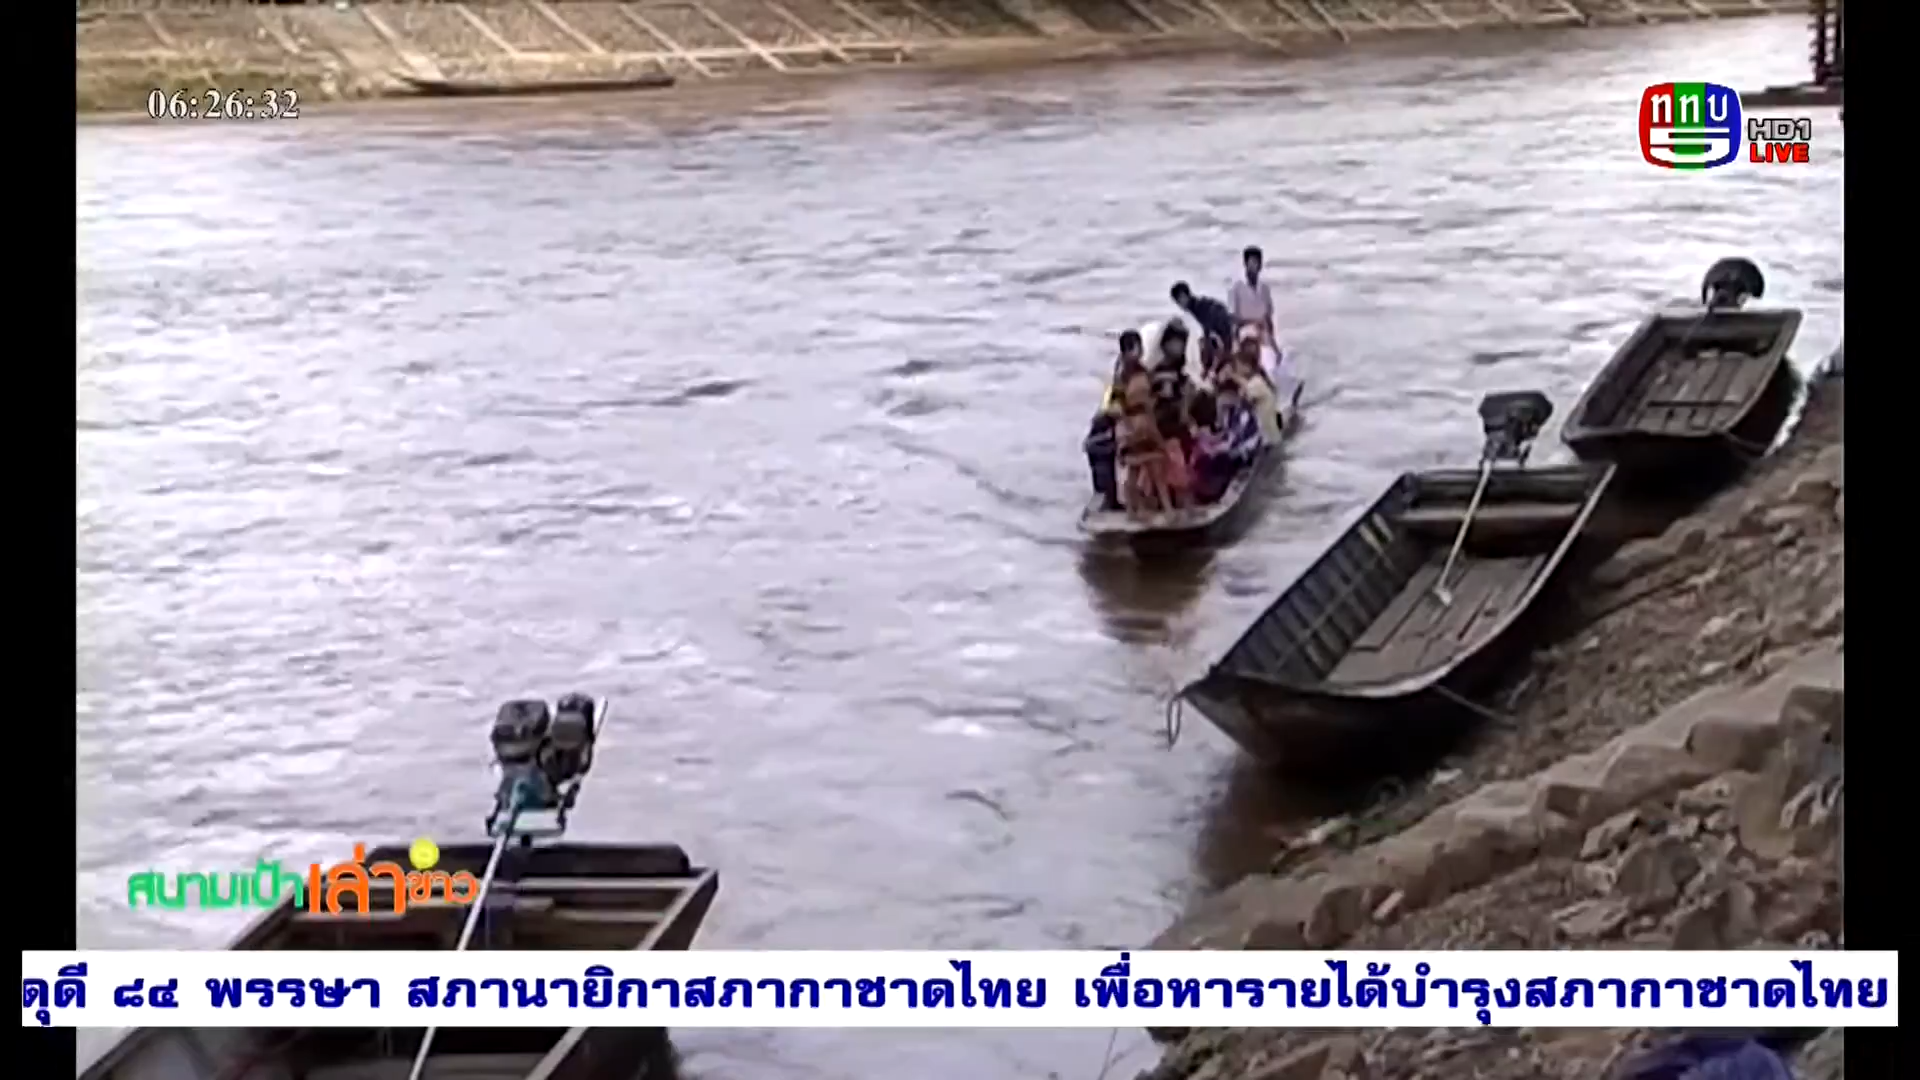 06:26:32
ททบ
5
HD1
LIVE
สนามเป้าเล่าข่าว
ดุดี ๘๔ พรรษา สภานายิกาสภากาชาดไทย เพื่อหารายได้บำรุงสภากาชาดไทย